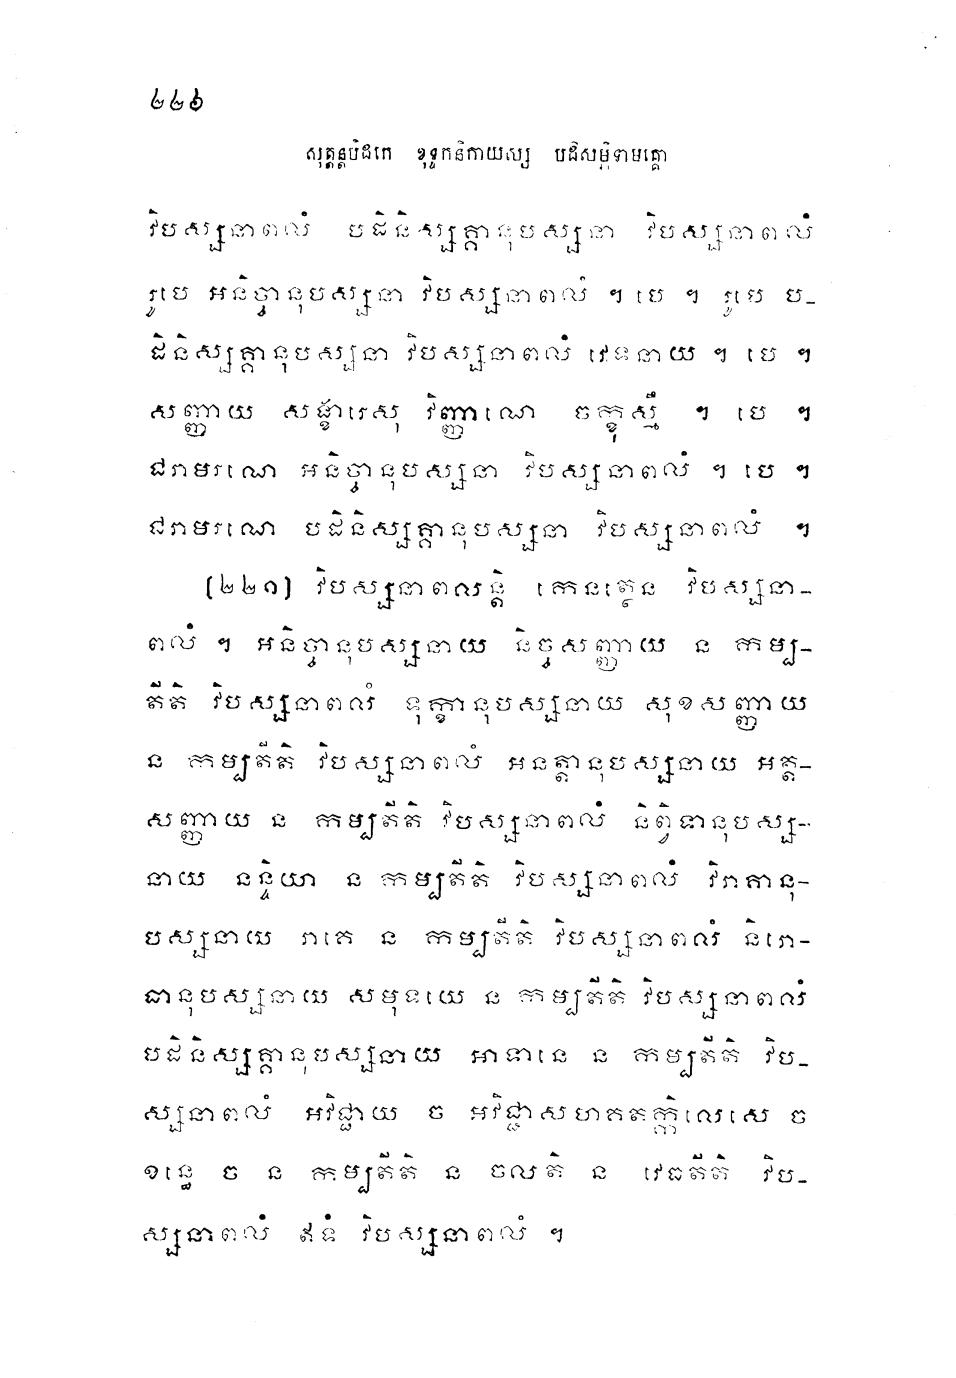 ២២៦
សុត្តន្តបិដកេ ខុទ្ទកនិកាយស្ស បដិសម្ភិទាមគ្គោ
វិបស្សនាពលំ បដិនិស្សគ្គានុបស្សនា វិបស្សនាពលំ
រូបេ អនិច្ចានុបស្សនា វិបស្សនាពលំ ។ បេ ។ រូបេ ប-
ដិនិស្សគ្គានុបស្សនា វិបស្សនាពលំ វេទនាយ ។ បេ ។
សញ្ញាយ សង្ខារេសុ វិញ្ញាណេ ចក្ខុស្មឹ ។ បេ ។
ជរាមរណេ អនិច្ចានុបស្សនា វិបស្សនាពលំ ។ បេ ។
ជរាមរណេ បដិនិស្សគ្គានុបស្សនា វិបស្សនាពលំ ។
(២២១) វិបស្សនាពលន្តិ កេនត្ថេន វិបស្សនា-
ពលំ ។ អនិច្ចានុបស្សនាយ និច្ចសញ្ញាយ ន កម្ប-
តីតិ វិបស្សនាពលំ ទុក្ខានុបស្សនាយ សុខសញ្ញាយ
ន កម្បតីតិ វិបស្សនាពលំ អនត្តានុបស្សនាយ អត្ត-
សញ្ញាយ ន កម្បតីតិ វិបស្សនាពលំ និព្វិទានុបស្ស-
នាយ នន្ទិយា ន កម្បតីតិ វិបស្សនាពលំ វិរាគានុ-
បស្សនាយ រាគេ ន កម្បតីតិ វិបស្សនាពលំ និរោ-
ធានុបស្សនាយ សមុទយេ ន កម្បតីតិ វិបស្សនាពលំ
បដិនិស្សគ្គានុបស្សនាយ អាទានេ ន កម្បតីតិ វិប-
ស្សនាពលំ អវិជ្ជាយ ច អវិជ្ជាសហគតក្កិលេសេ ច
ខន្ធេ ច ន កម្បតីតិ ន ចលតិ ន វេធតីតិ វិប-
ស្សនាពលំ ឥទំ វិបស្សនាពលំ ។